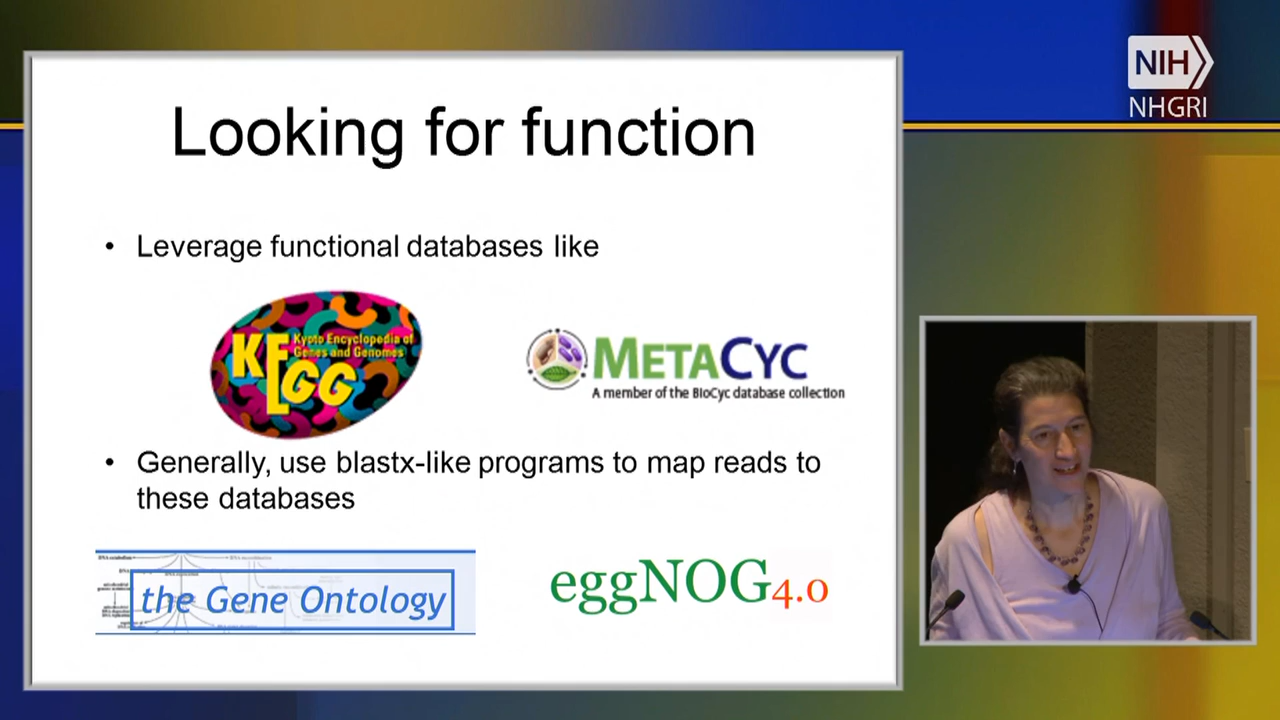 NIH
NHGRI
Looking for function
• Leverage functional databases like
KEGG
Kyoto Encyclopedia of
Genes and Genomes
METACYC
A member of the BioCyc database collection
• Generally, use blastx-like programs to map reads to
these databases
the Gene Ontology
eggNOG4.0